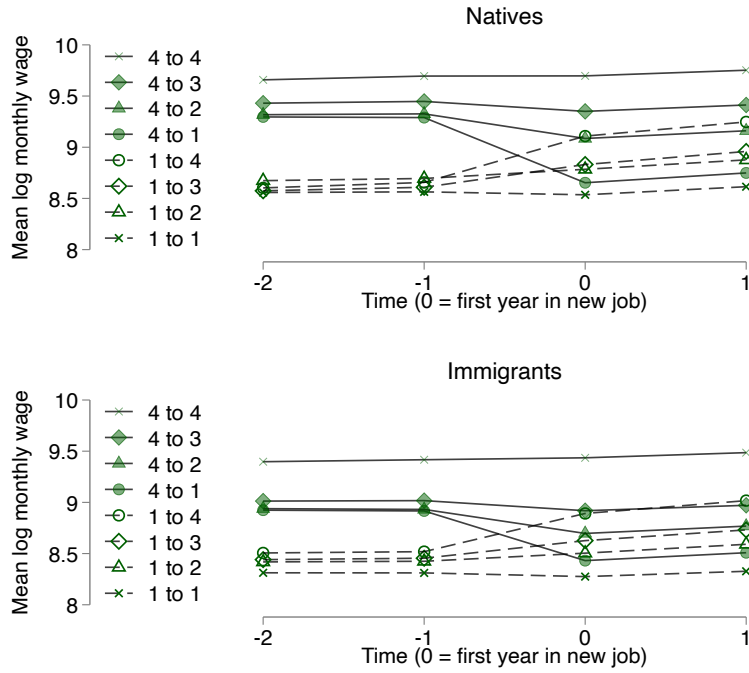 Natives
Mean log monthly wage
10
9.5
9
8.5
8
4 to 4
4 to 3
4 to 2
4 to 1
1 to 4
1 to 3
1 to 2
1 to 1
-2 -1 0 1
Time (0 = first year in new job)
Immigrants
Mean log monthly wage
10
9.5
9
8.5
8
4 to 4
4 to 3
4 to 2
4 to 1
1 to 4
1 to 3
1 to 2
1 to 1
-2 -1 0 1
Time (0 = first year in new job)